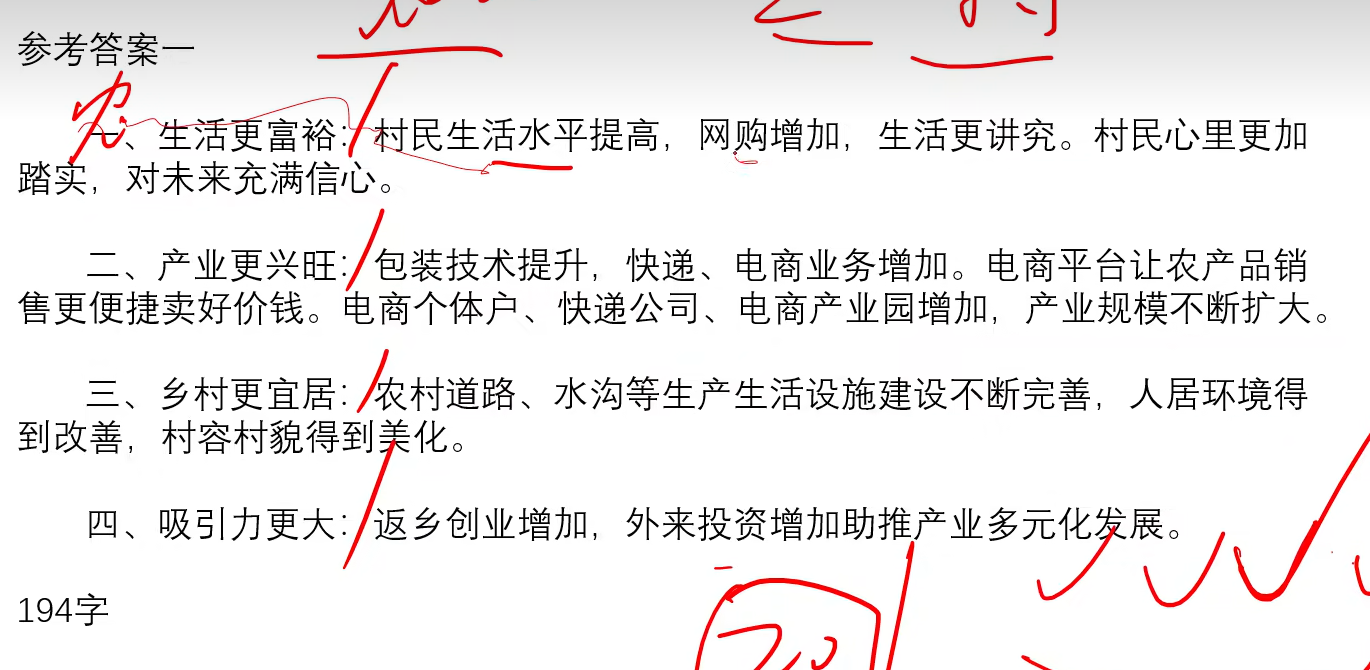 参考答案一
一、生活更富裕：村民生活水平提高，网购增加，生活更讲究。村民心里更加
踏实，对未来充满信心。
二、产业更兴旺：包装技术提升，快递、电商业务增加。电商平台让农产品销
售更便捷卖好价钱。电商个体户、快递公司、电商产业园增加，产业规模不断扩大。
三、乡村更宜居：农村道路、水沟等生产生活设施建设不断完善，人居环境得
到改善，村容村貌得到美化。
四、吸引力更大：返乡创业增加，外来投资增加助推产业多元化发展。
194字